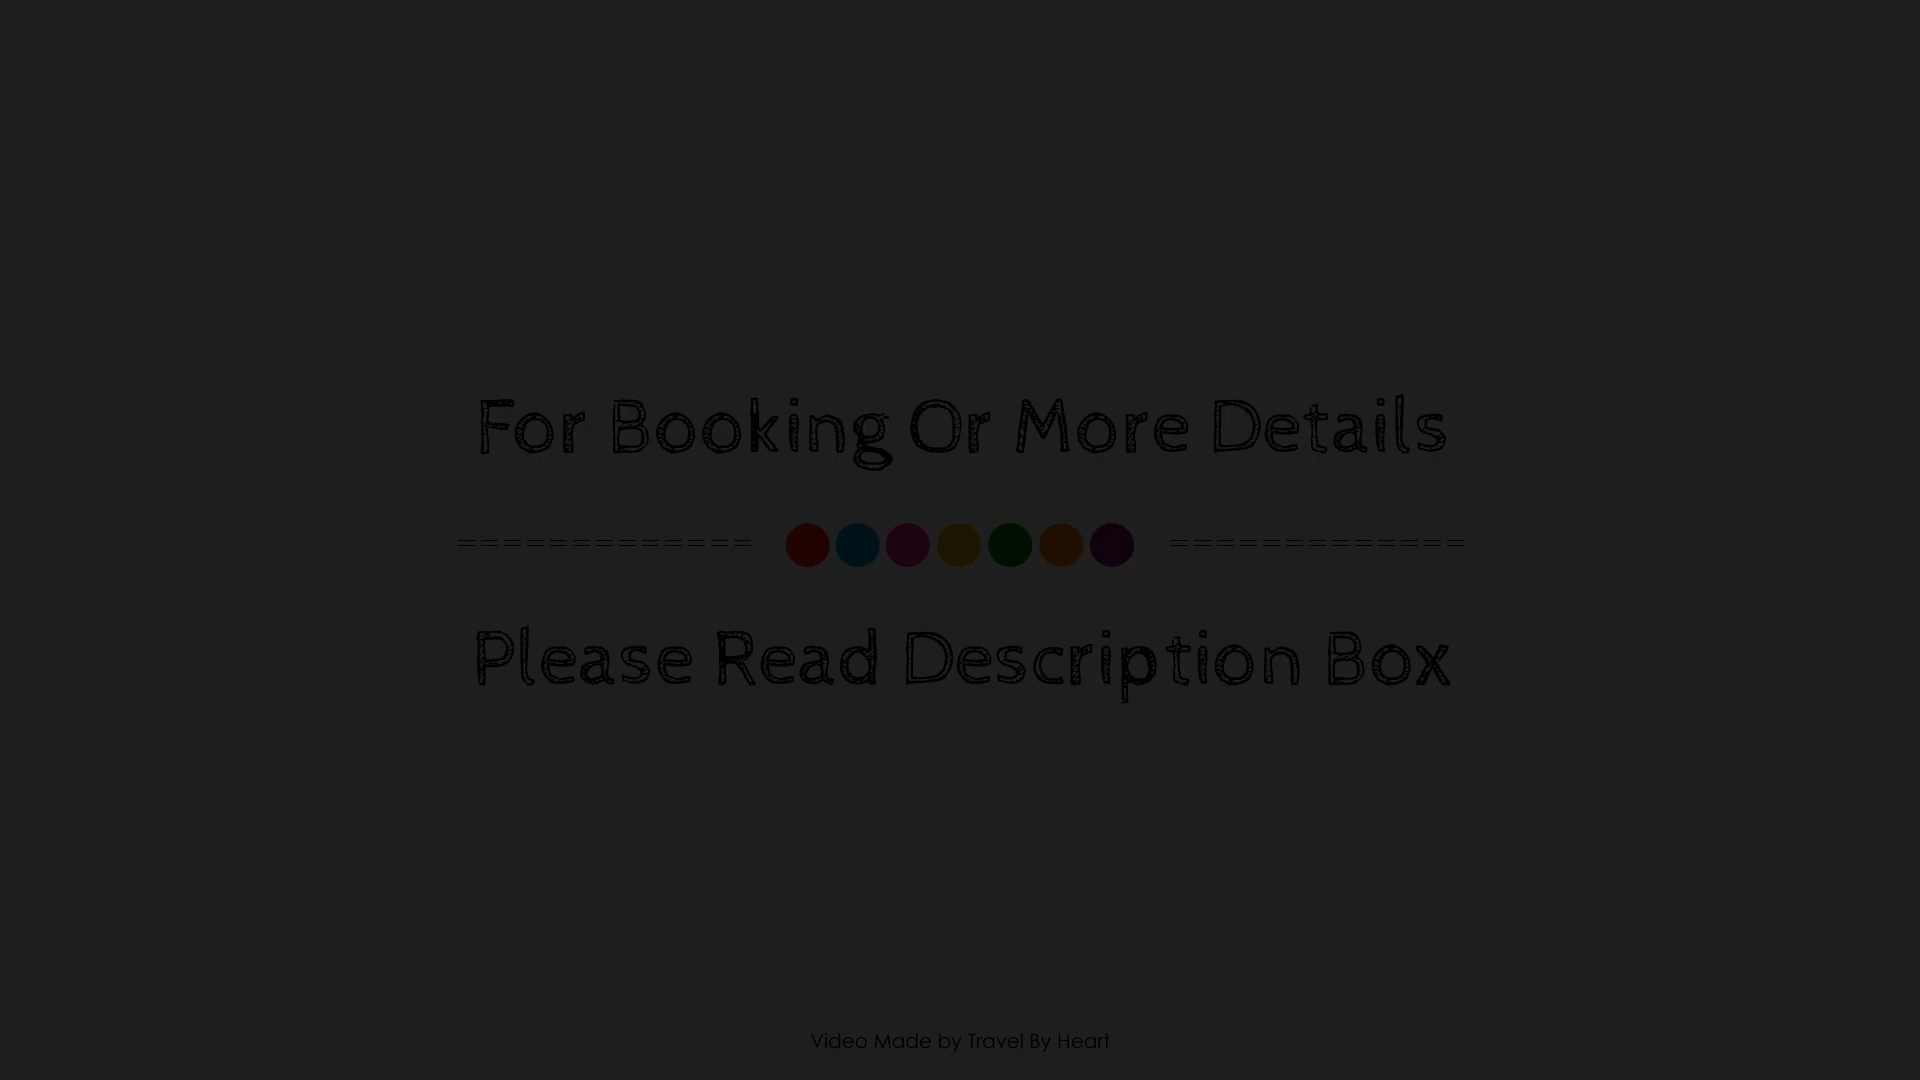 For Booking Or More Details
============= =============
Please Read Description Box
Video Made by Travel By Heart